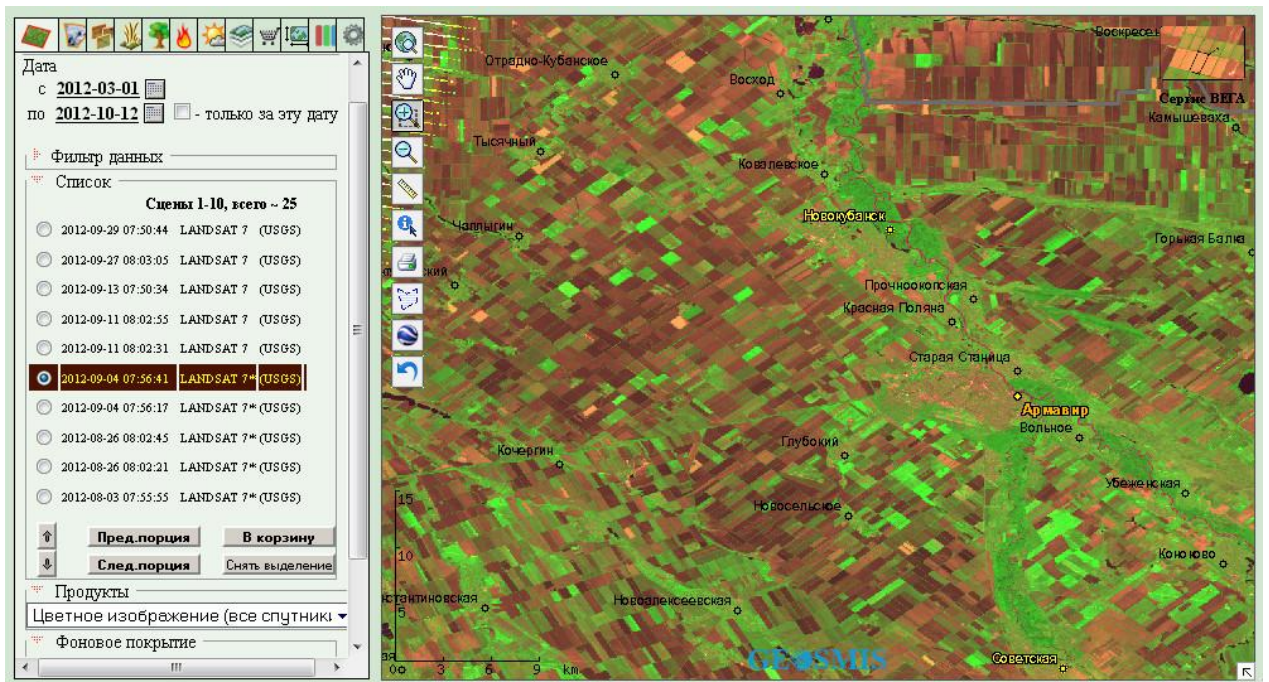 Дата
с 2012-03-01
по 2012-10-12 - только за эту дату
Фильтр данных
Список
Сцены 1-10, всего ~ 25
2012-09-29 07:50:44 LANDSAT 7 (USGS)
2012-09-27 08:03:05 LANDSAT 7 (USGS)
2012-09-13 07:50:34 LANDSAT 7 (USGS)
2012-09-11 08:02:55 LANDSAT 7 (USGS)
2012-09-11 08:02:31 LANDSAT 7 (USGS)
2012-09-04 07:56:41 LANDSAT 7* (USGS)
2012-09-04 07:56:17 LANDSAT 7* (USGS)
2012-08-26 08:02:45 LANDSAT 7* (USGS)
2012-08-26 08:02:21 LANDSAT 7* (USGS)
2012-08-03 07:55:55 LANDSAT 7* (USGS)
Пред.порция В корзину
След.порция Снять выделение
Продукты
Цветное изображение (все спутники
Фоновое покрытие
Воскресе
Отрадно-Кубанское
Восход
Сервис ВЕГА
Камышеваха
Тысячный
Ковалевское
Новокубанск
Чаплыгин
Горькая Балка
кий
Прочноокопская
Красная Поляна
Старая Станица
Армавир
Вольное
Глубокий
Кочергин
Убеженская
15
Новосельское
10
Кононово
нстантиновская
5
Новоалексеевская
ая
GEOSMIS
Советская
0 0 3 6 9 km